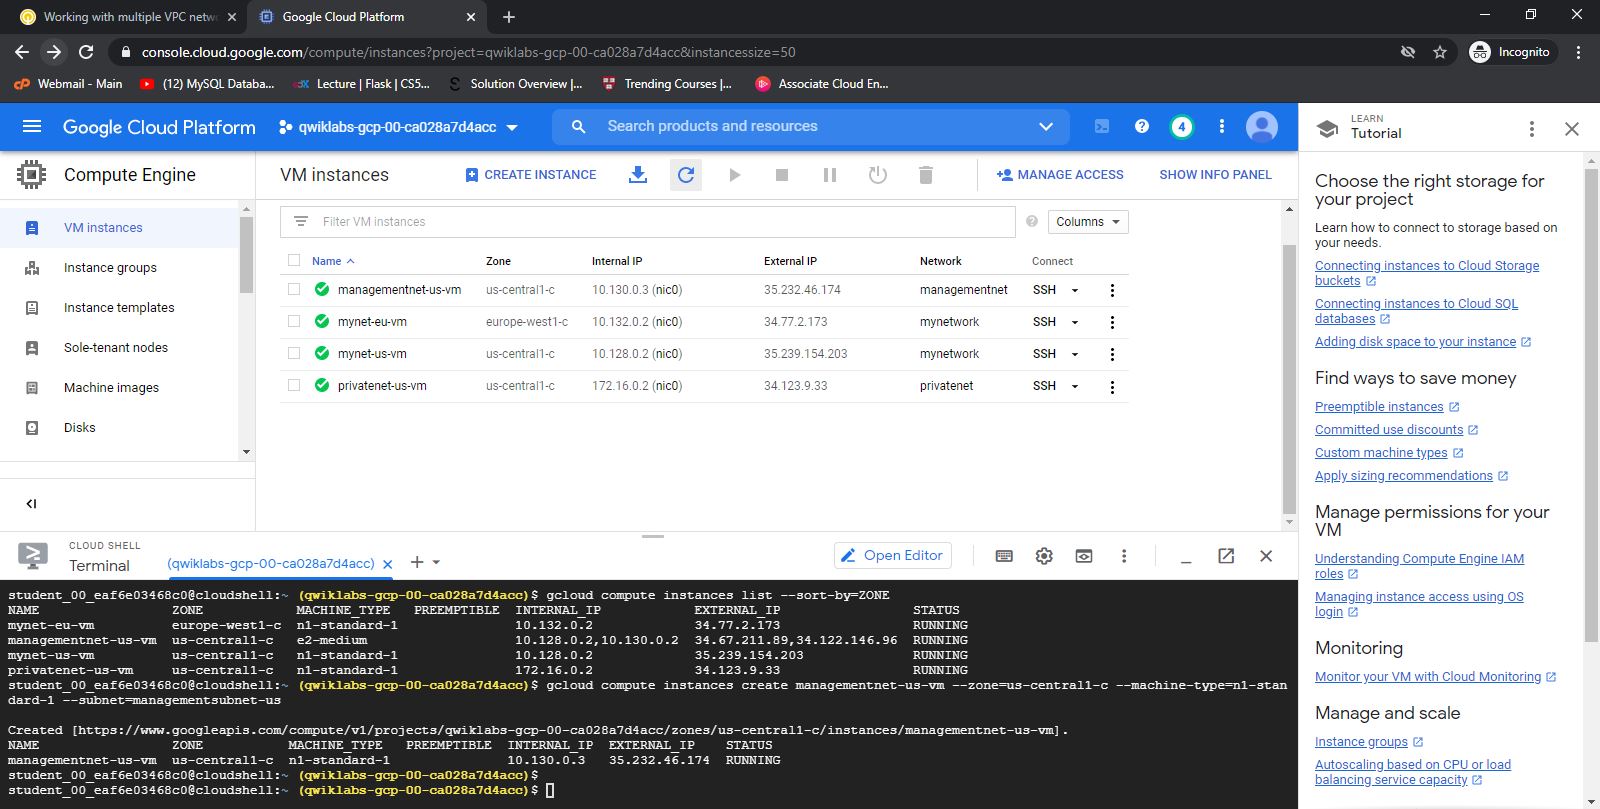 Working with multiple VPC netw
Google Cloud Platform
console.cloud.google.com/compute/instances?project=qwiklabs-gcp-00-ca028a7d4acc&instancessize=50
Incognito
Webmail - Main
(12) MySQL Databa...
Lecture | Flask | CS5...
Solution Overview |...
Trending Courses |...
Associate Cloud En...
Google Cloud Platform
qwiklabs-gcp-00-ca028a7d4acc
Search products and resources
4
LEARN
Tutorial
Compute Engine
VM instances
CREATE INSTANCE
MANAGE ACCESS
SHOW INFO PANEL
VM instances
Instance groups
Instance templates
Sole-tenant nodes
Machine images
Disks
Filter VM instances
Columns
Name Zone Internal IP External IP Network Connect
managementnet-us-vm us-central1-c 10.130.0.3 (nic0) 35.232.46.174 managementnet SSH
mynet-eu-vm europe-west1-c 10.132.0.2 (nic0) 34.77.2.173 mynetwork SSH
mynet-us-vm us-central1-c 10.128.0.2 (nic0) 35.239.154.203 mynetwork SSH
privatenet-us-vm us-central1-c 172.16.0.2 (nic0) 34.123.9.33 privatenet SSH
Choose the right storage for
your project
Learn how to connect to storage based on
your needs.
Connecting instances to Cloud Storage
buckets
Connecting instances to Cloud SQL
databases
Adding disk space to your instance
Find ways to save money
Preemptible instances
Committed use discounts
Custom machine types
Apply sizing recommendations
Manage permissions for your
VM
Understanding Compute Engine IAM
roles
Managing instance access using OS
login
Monitoring
Monitor your VM with Cloud Monitoring
Manage and scale
Instance groups
Autoscaling based on CPU or load
balancing service capacity
CLOUD SHELL
Terminal
(qwiklabs-gcp-00-ca028a7d4acc)
Open Editor
student_00_eaf6e03468c0@cloudshell:~ (qwiklabs-gcp-00-ca028a7d4acc)$ gcloud compute instances list --sort-by=ZONE
NAME ZONE MACHINE_TYPE PREEMPTIBLE INTERNAL_IP EXTERNAL_IP STATUS
mynet-eu-vm europe-west1-c n1-standard-1 10.132.0.2 34.77.2.173 RUNNING
managementnet-us-vm us-central1-c e2-medium 10.128.0.2,10.130.0.2 34.67.211.89,34.122.146.96 RUNNING
mynet-us-vm us-central1-c n1-standard-1 10.128.0.2 35.239.154.203 RUNNING
privatenet-us-vm us-central1-c n1-standard-1 172.16.0.2 34.123.9.33 RUNNING
student_00_eaf6e03468c0@cloudshell:~ (qwiklabs-gcp-00-ca028a7d4acc)$ gcloud compute instances create managementnet-us-vm --zone=us-central1-c --machine-type=n1-stan
dard-1 --subnet=managementsubnet-us
Created [https://www.googleapis.com/compute/v1/projects/qwiklabs-gcp-00-ca028a7d4acc/zones/us-central1-c/instances/managementnet-us-vm].
NAME ZONE MACHINE_TYPE PREEMPTIBLE INTERNAL_IP EXTERNAL_IP STATUS
managementnet-us-vm us-central1-c n1-standard-1 10.130.0.3 35.232.46.174 RUNNING
student_00_eaf6e03468c0@cloudshell:~ (qwiklabs-gcp-00-ca028a7d4acc)$
student_00_eaf6e03468c0@cloudshell:~ (qwiklabs-gcp-00-ca028a7d4acc)$